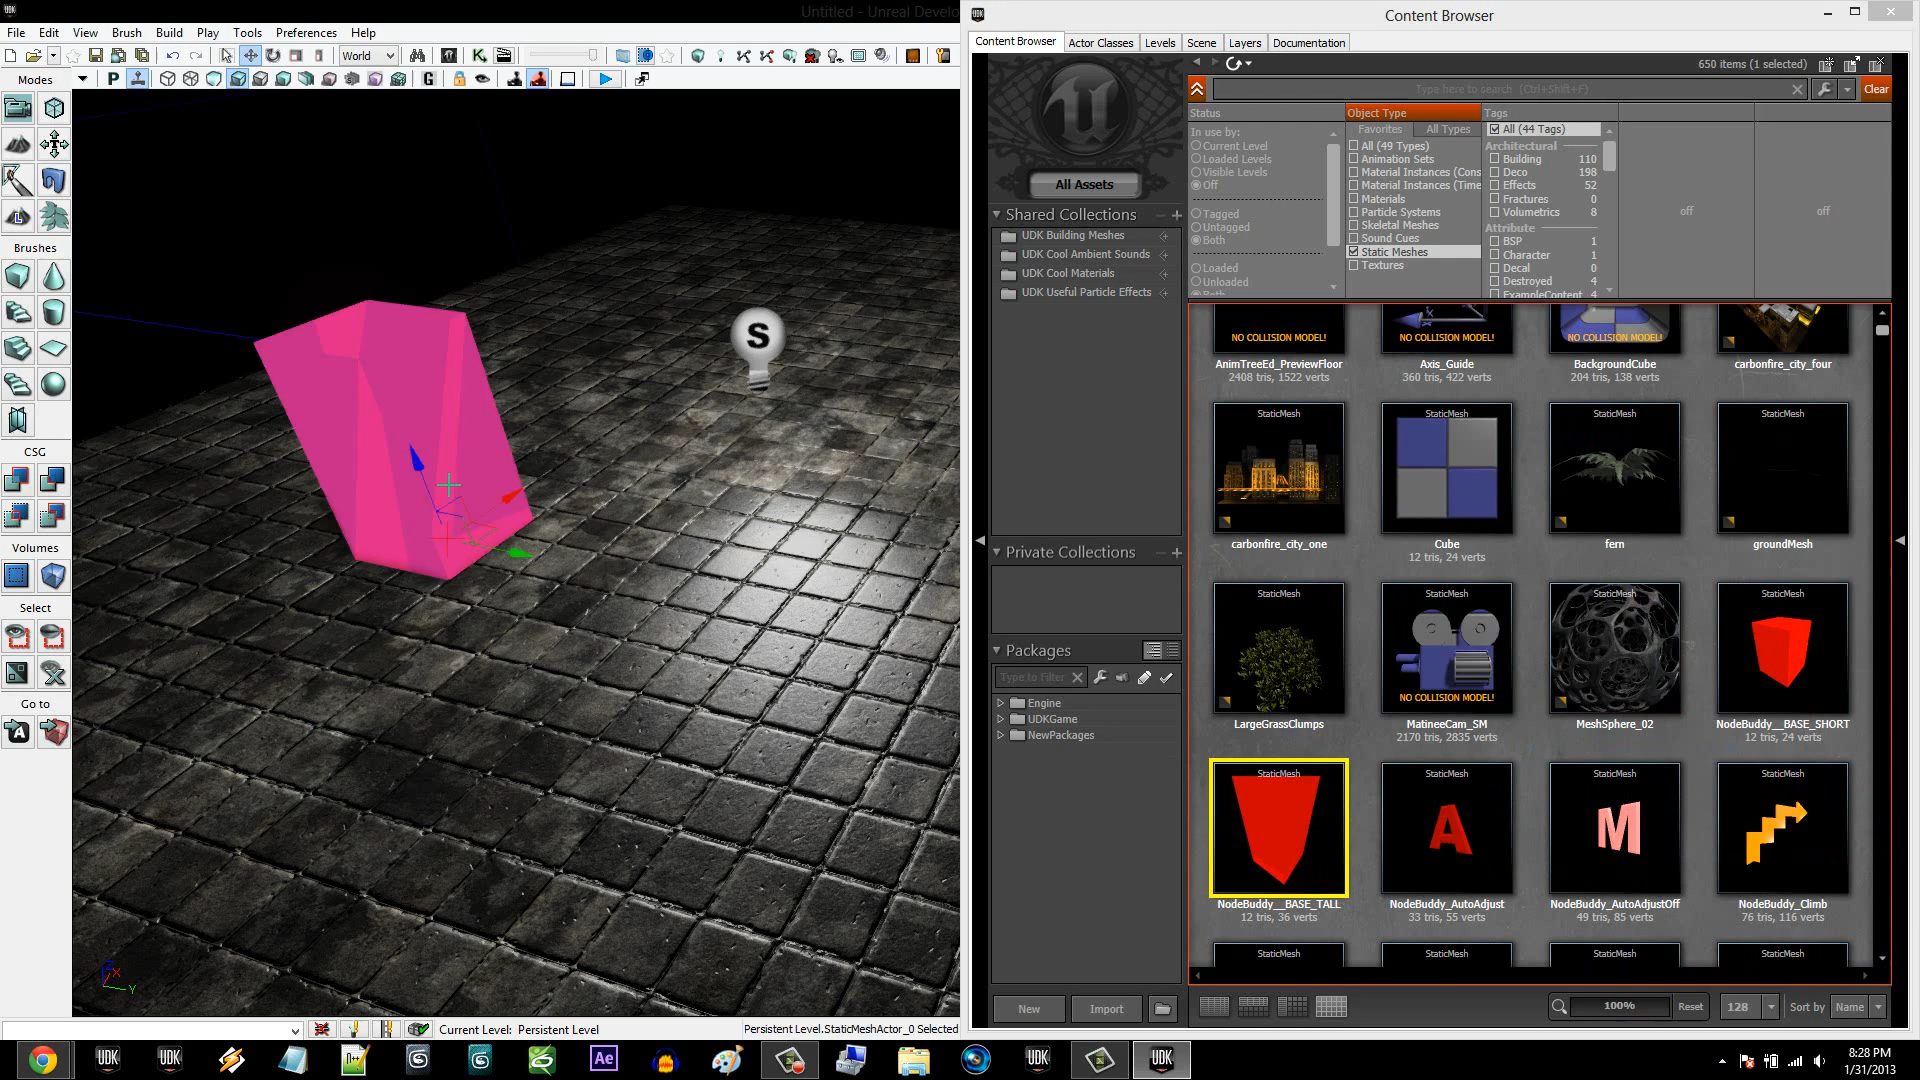 UDK
Untitled - Unreal Develo
File Edit View Brush Build Play Tools Preferences Help
World
Modes
P
G
L
Brushes
CSG
Volumes
Select
Go to
A
S
Z X Y
Current Level: Persistent Level
Persistent Level.StaticMeshActor_0 Selected
UDK
Content Browser
Content Browser Actor Classes Levels Scene Layers Documentation
650 items (1 selected)
Type here to search (Ctrl+Shift+F)
Clear
All Assets
Shared Collections
UDK Building Meshes
UDK Cool Ambient Sounds
UDK Cool Materials
UDK Useful Particle Effects
Private Collections
Packages
Type to Filter
Engine
UDKGame
NewPackages
New Import
Status
In use by:
Current Level
Loaded Levels
Visible Levels
Off
Tagged
Untagged
Both
Loaded
Unloaded
Both
Object Type
Favorites All Types
All (49 Types)
Animation Sets
Material Instances (Cons
Material Instances (Time
Materials
Particle Systems
Skeletal Meshes
Sound Cues
Static Meshes
Textures
Tags
All (44 Tags)
Architectural
Building 110
Deco 198
Effects 52
Fractures 0
Volumetrics 8
Attribute
BSP 1
Character 1
Decal 0
Destroyed 4
ExampleContent 4
off
off
NO COLLISION MODEL! NO COLLISION MODEL! NO COLLISION MODEL!
AnimTreeEd_PreviewFloor Axis_Guide BackgroundCube carbonfire_city_four
2408 tris, 1522 verts 360 tris, 422 verts 204 tris, 138 verts
StaticMesh StaticMesh StaticMesh StaticMesh
carbonfire_city_one Cube fern groundMesh
12 tris, 24 verts
StaticMesh StaticMesh StaticMesh StaticMesh
NO COLLISION MODEL!
LargeGrassClumps MatineeCam_SM MeshSphere_02 NodeBuddy__BASE_SHORT
2170 tris, 2835 verts 12 tris, 24 verts
StaticMesh StaticMesh StaticMesh StaticMesh
A M
NodeBuddy__BASE_TALL NodeBuddy_AutoAdjust NodeBuddy_AutoAdjustOff NodeBuddy_Climb
12 tris, 36 verts 33 tris, 55 verts 49 tris, 85 verts 76 tris, 116 verts
StaticMesh StaticMesh StaticMesh StaticMesh
100% Reset 128 Sort by Name
UDK UDK Ae UDK UDK
8:28 PM
1/31/2013